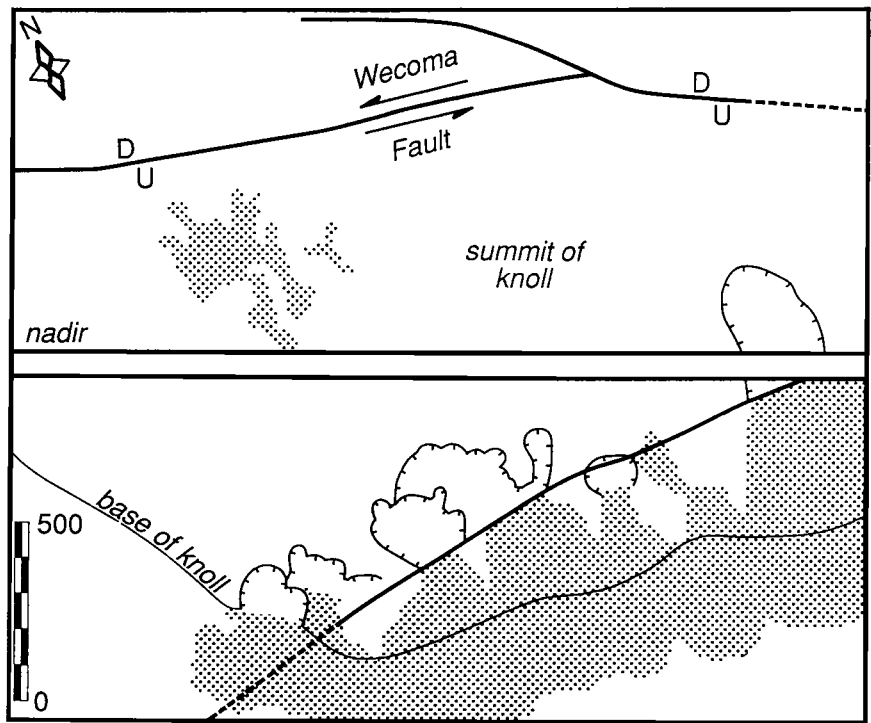 N
Wecoma
Fault
D
U
D
U
summit of
knoll
nadir
base of knoll
500
0